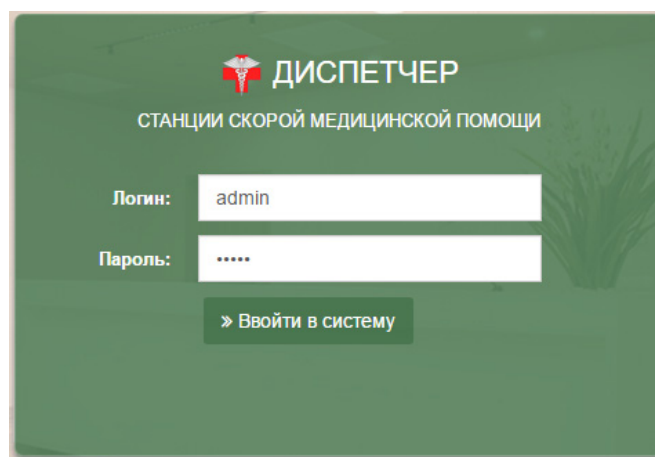 ДИСПЕТЧЕР
СТАНЦИИ СКОРОЙ МЕДИЦИНСКОЙ ПОМОЩИ
Логин: admin
Пароль: •••••
» Ввойти в систему